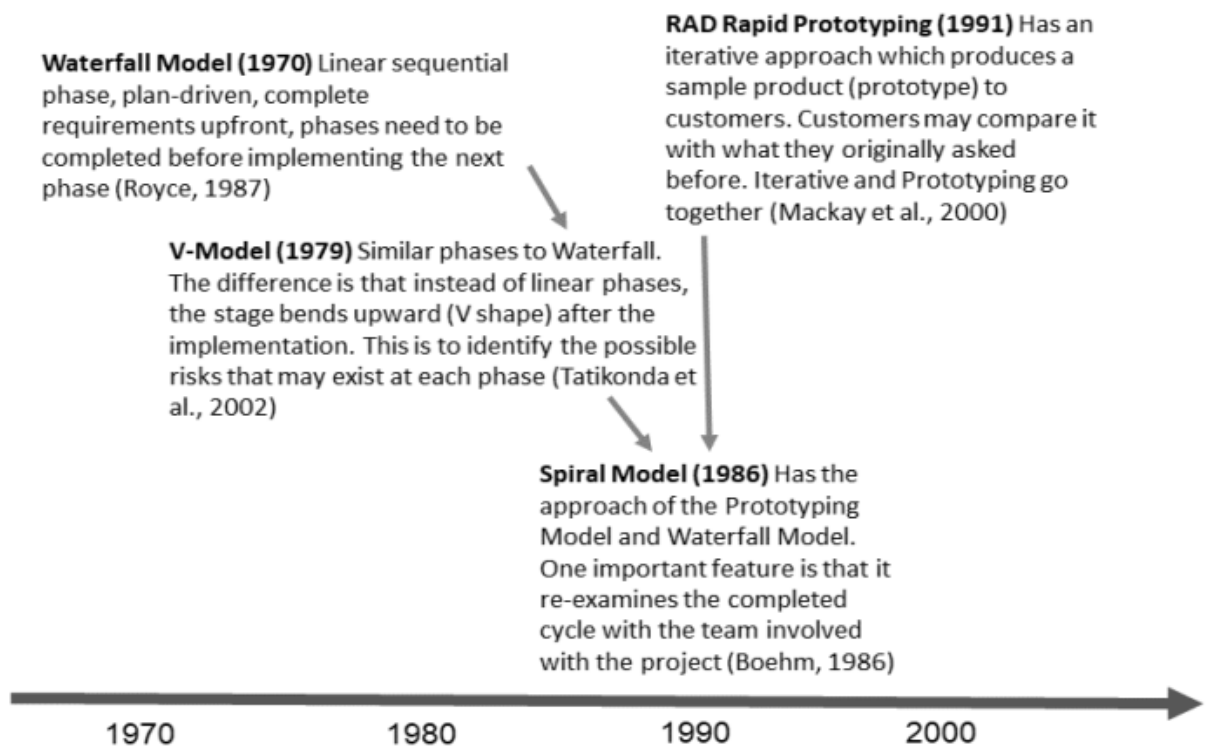 Waterfall Model (1970) Linear sequential
phase, plan-driven, complete
requirements upfront, phases need to be
completed before implementing the next
phase (Royce, 1987)
RAD Rapid Prototyping (1991) Has an
iterative approach which produces a
sample product (prototype) to
customers. Customers may compare it
with what they originally asked
before. Iterative and Prototyping go
together (Mackay et al., 2000)
V-Model (1979) Similar phases to Waterfall.
The difference is that instead of linear phases,
the stage bends upward (V shape) after the
implementation. This is to identify the possible
risks that may exist at each phase (Tatikonda et
al., 2002)
Spiral Model (1986) Has the
approach of the Prototyping
Model and Waterfall Model.
One important feature is that it
re-examines the completed
cycle with the team involved
with the project (Boehm, 1986)
1970 1980 1990 2000